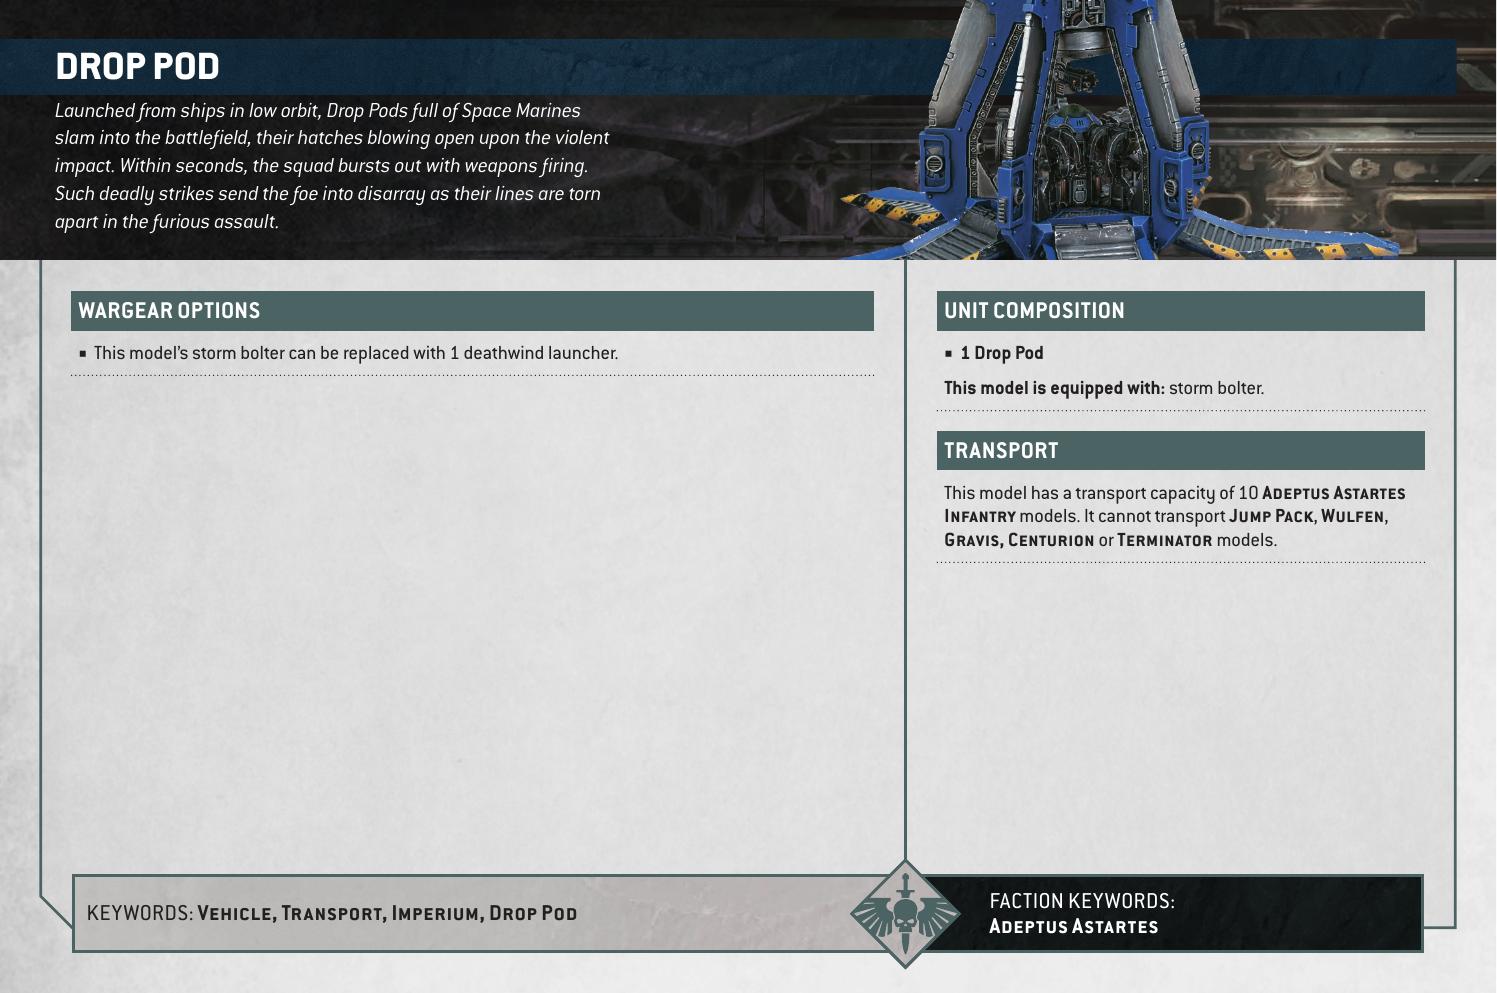 DROP POD
Launched from ships in low orbit, Drop Pods full of Space Marines
slam into the battlefield, their hatches blowing open upon the violent
impact. Within seconds, the squad bursts out with weapons firing.
Such deadly strikes send the foe into disarray as their lines are torn
apart in the furious assault.
WARGEAR OPTIONS
▪ This model’s storm bolter can be replaced with 1 deathwind launcher.
UNIT COMPOSITION
▪ 1 Drop Pod
This model is equipped with: storm bolter.
TRANSPORT
This model has a transport capacity of 10 Adeptus Astartes
Infantry models. It cannot transport Jump Pack, Wulfen,
Gravis, Centurion or Terminator models.
KEYWORDS: Vehicle, Transport, Imperium, Drop Pod
FACTION KEYWORDS:
Adeptus Astartes